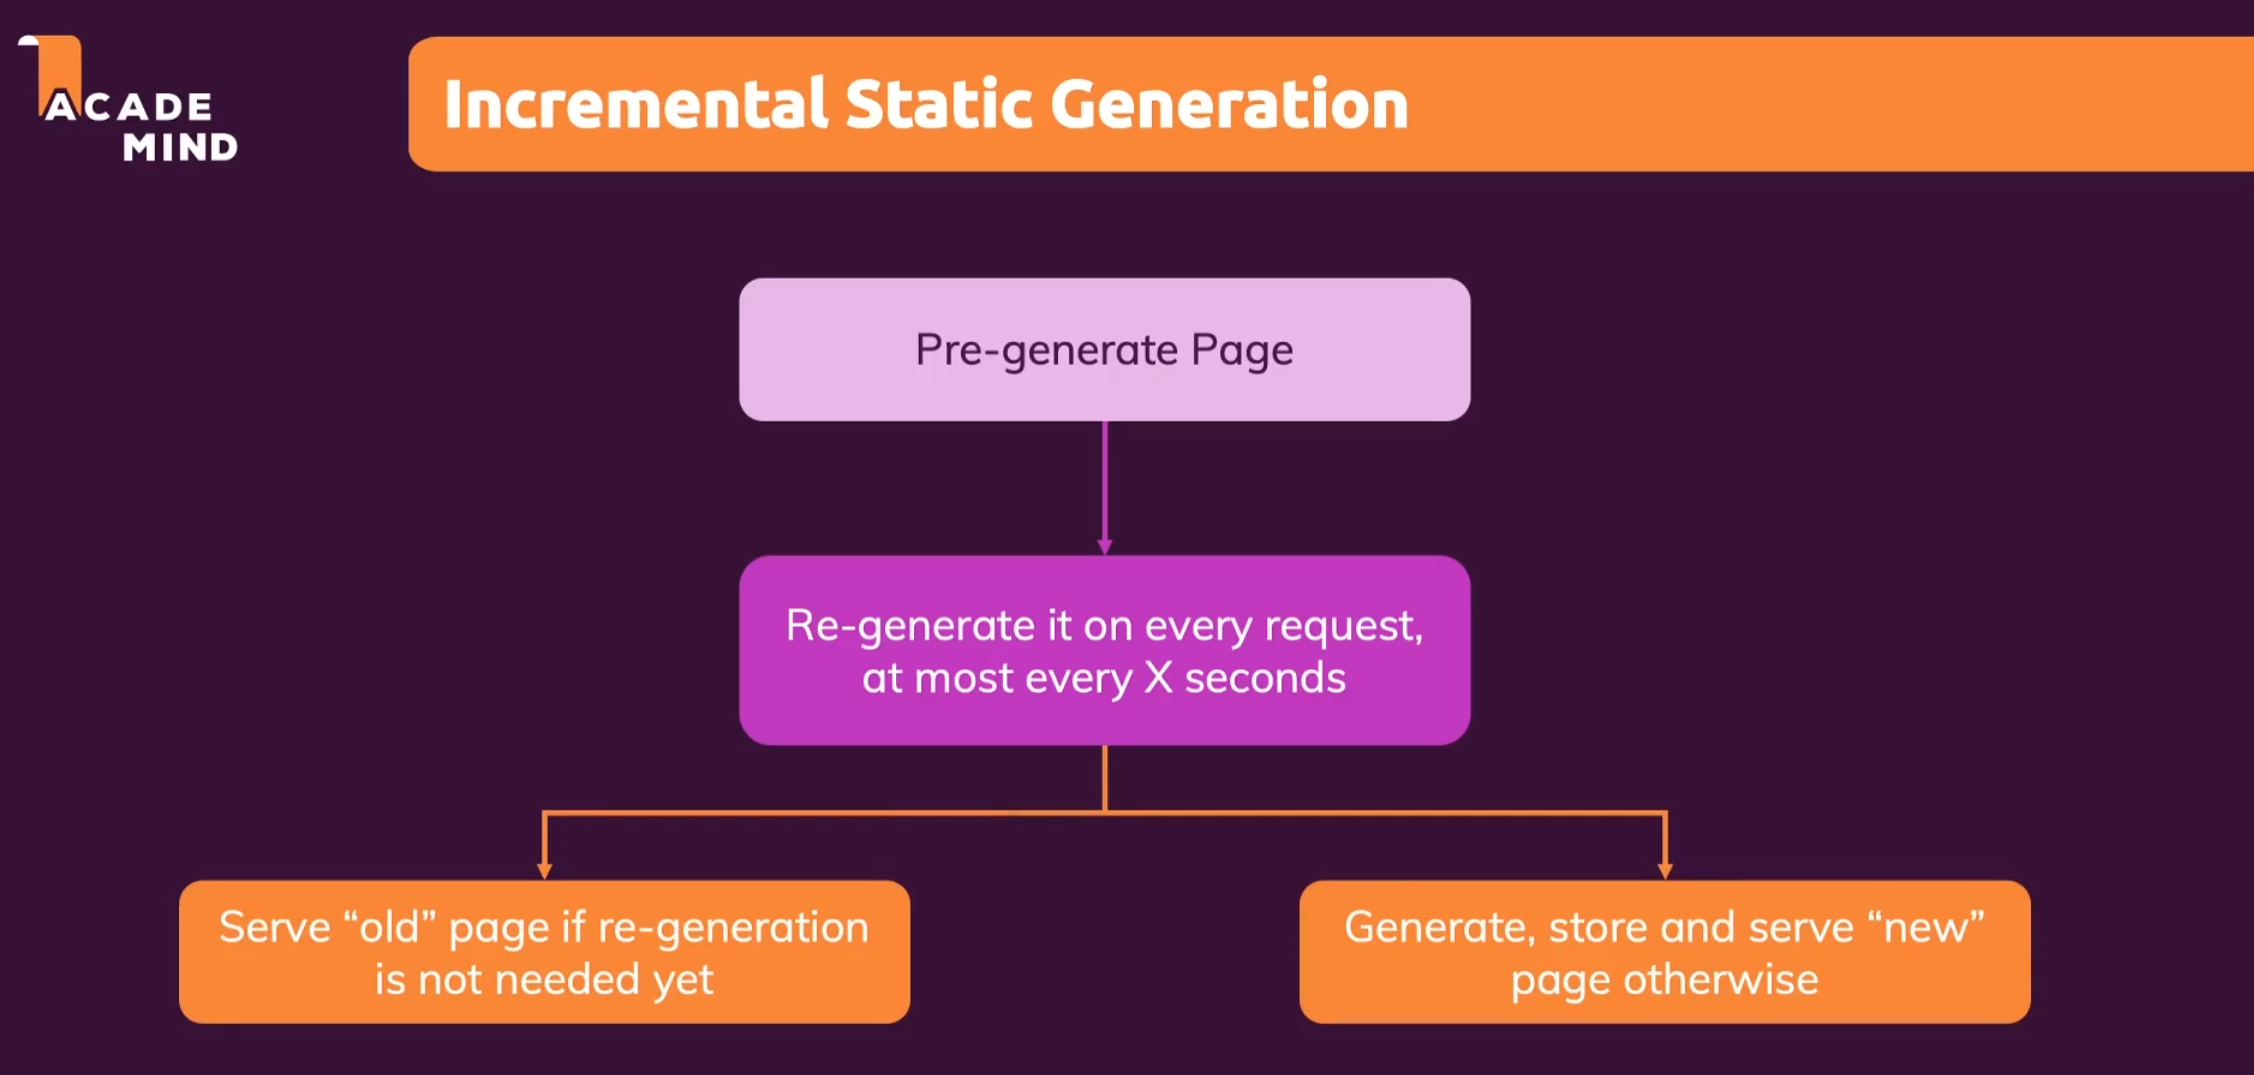 ACADE
MIND
Incremental Static Generation
Pre-generate Page
Re-generate it on every request,
at most every X seconds
Serve “old” page if re-generation
is not needed yet
Generate, store and serve “new”
page otherwise